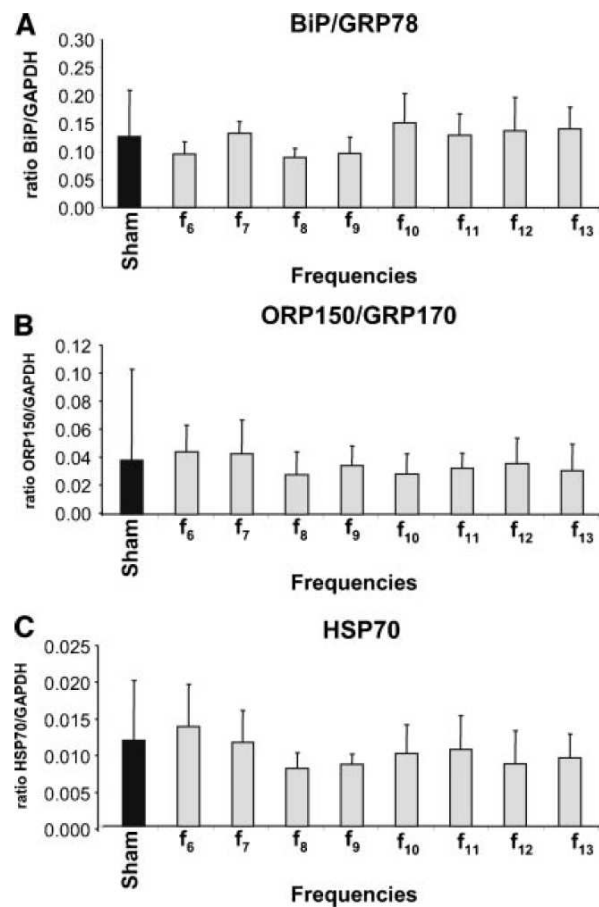 A
BiP/GRP78
ratio BiP/GAPDH
0.30
0.25
0.20
0.15
0.10
0.05
0.00
Sham f6 f7 f8 f9 f10 f11 f12 f13
Frequencies
B
ORP150/GRP170
ratio ORP150/GAPDH
0.12
0.10
0.08
0.06
0.04
0.02
0.00
Sham f6 f7 f8 f9 f10 f11 f12 f13
Frequencies
C
HSP70
ratio HSP70/GAPDH
0.025
0.020
0.015
0.010
0.005
0.000
Sham f6 f7 f8 f9 f10 f11 f12 f13
Frequencies